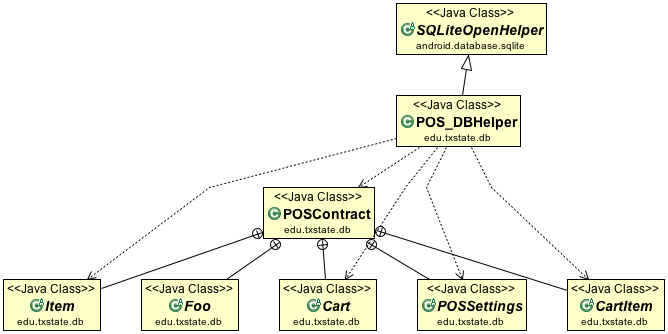 <<Java Class>>
SQLiteOpenHelper
android.database.sqlite
<<Java Class>>
POS_DBHelper
edu.txstate.db
<<Java Class>>
POSContract
edu.txstate.db
<<Java Class>>
Item
edu.txstate.db
<<Java Class>>
Foo
edu.txstate.db
<<Java Class>>
Cart
edu.txstate.db
<<Java Class>>
POSSettings
edu.txstate.db
<<Java Class>>
CartItem
edu.txstate.db